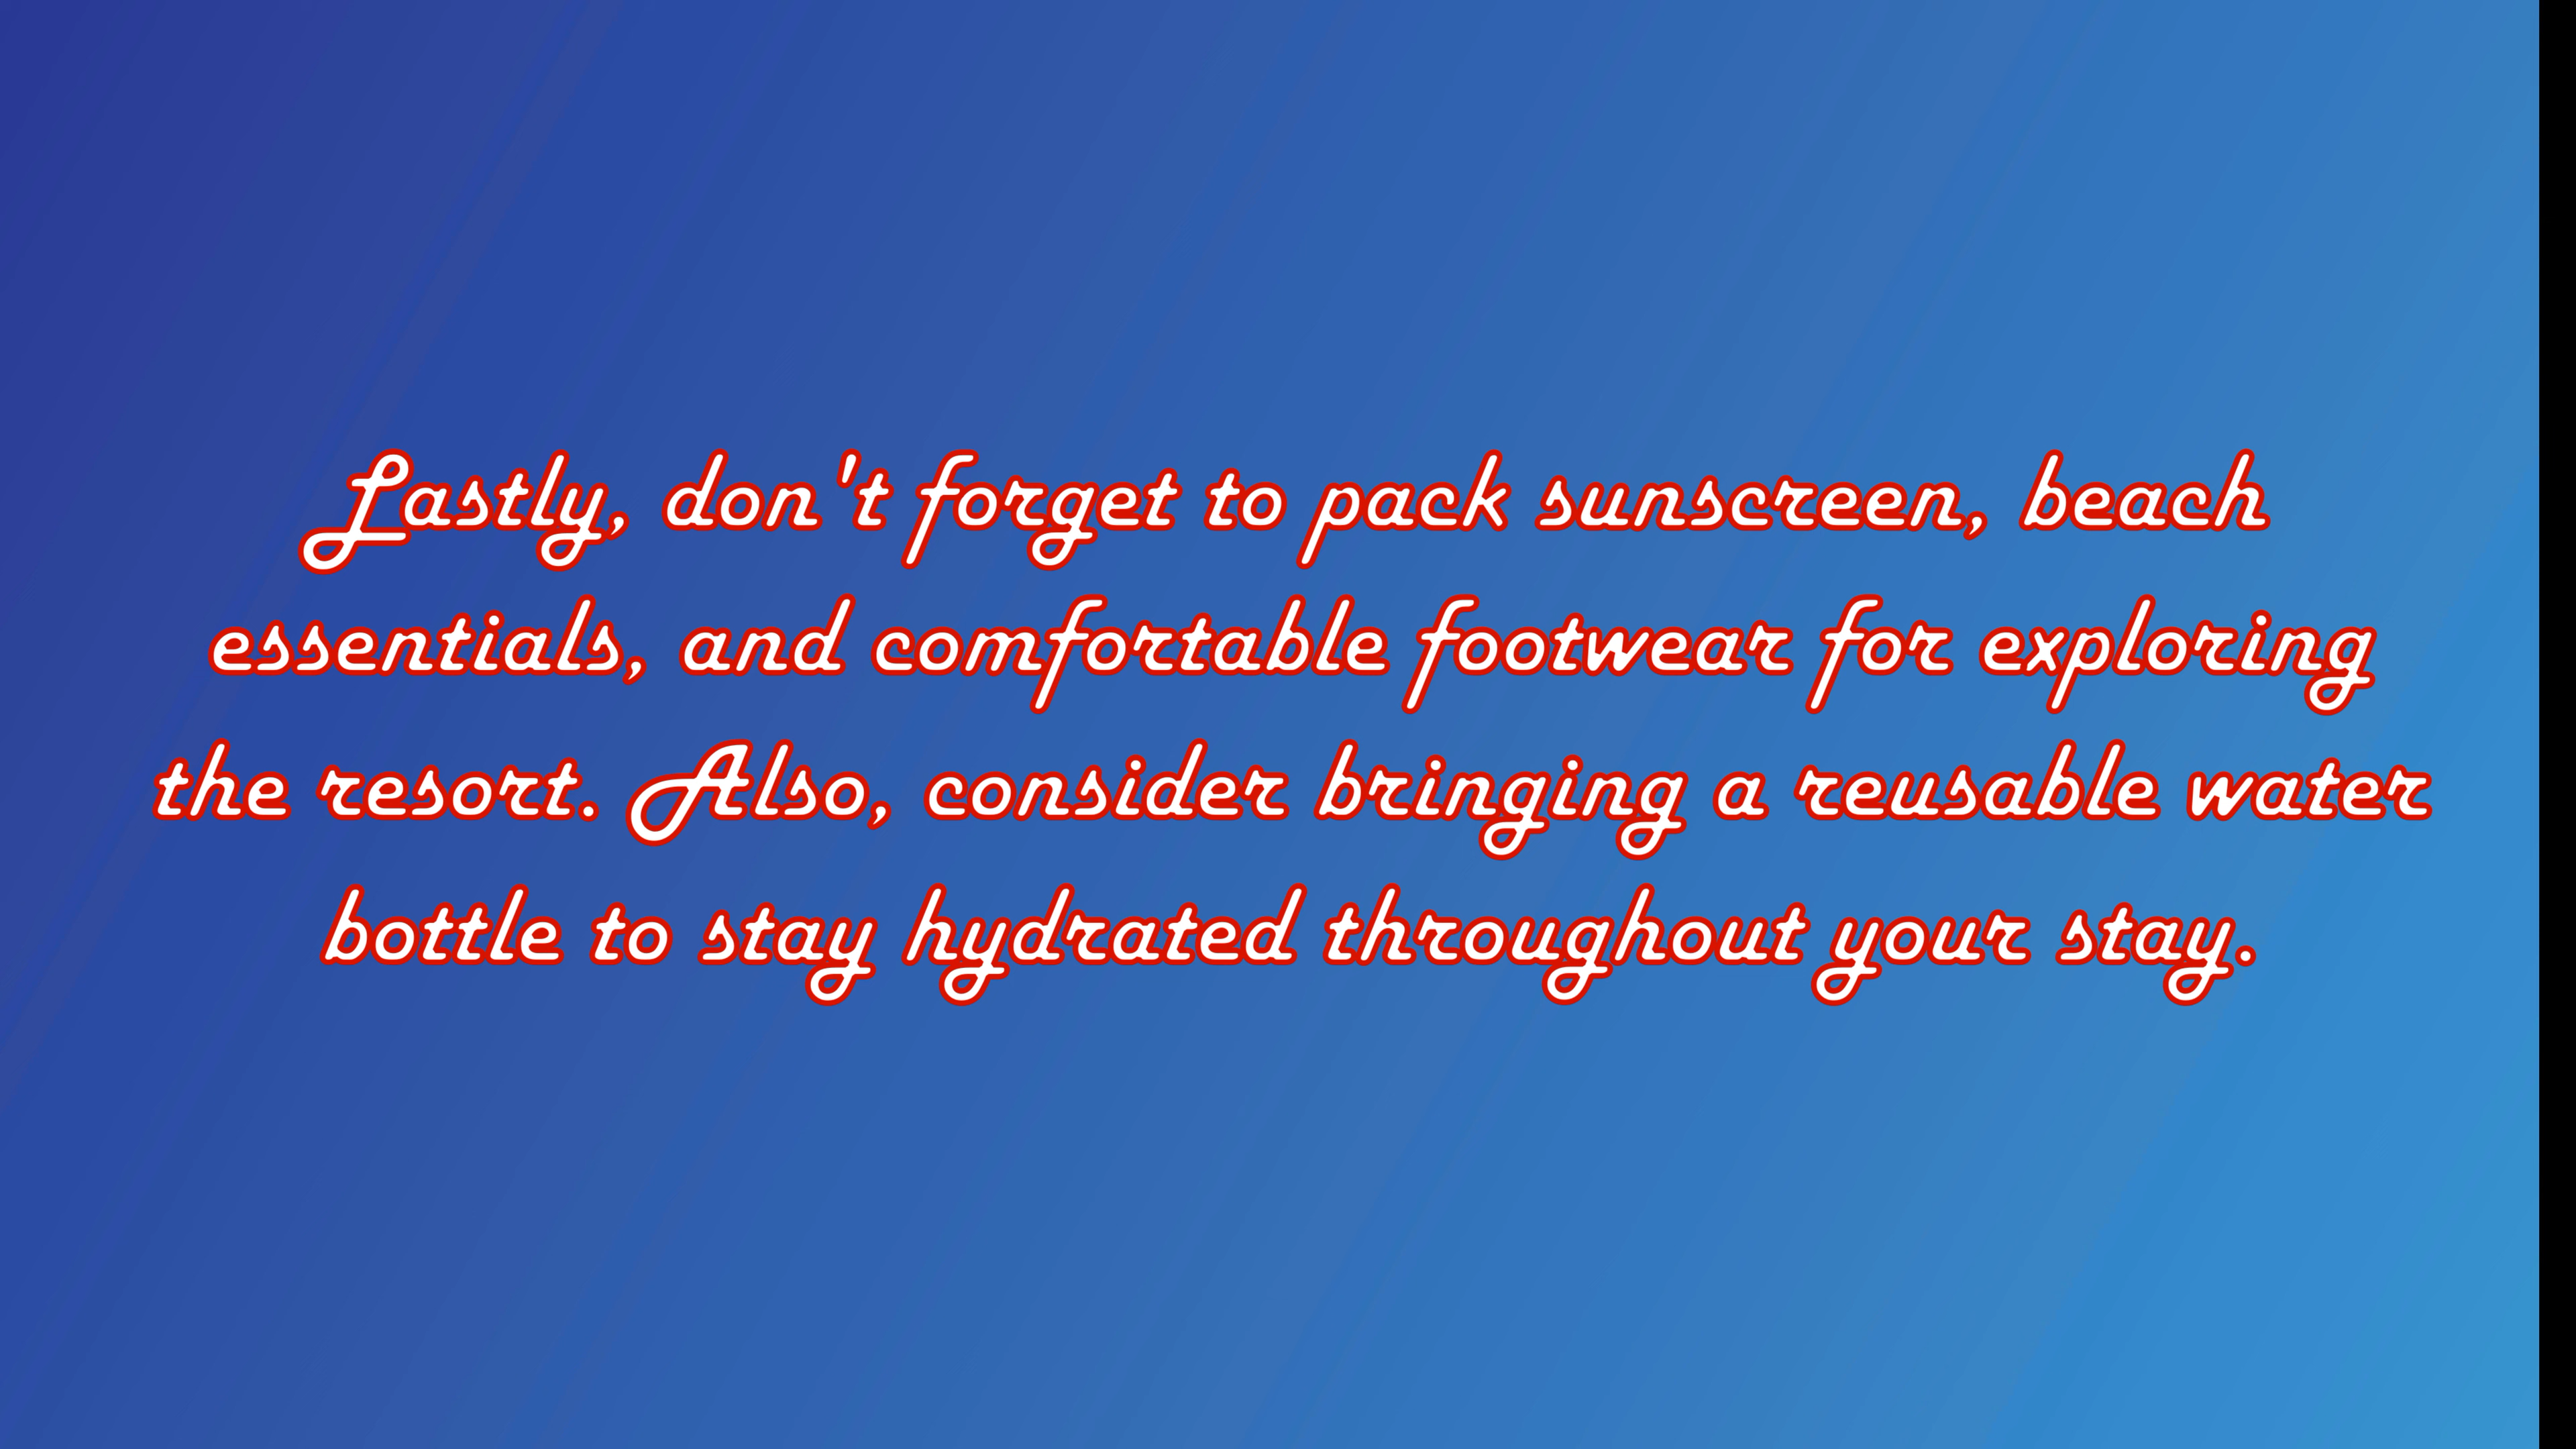 Lastly, don't forget to pack sunscreen, beach
essentials, and comfortable footwear for exploring
the resort. Also, consider bringing a reusable water
bottle to stay hydrated throughout your stay.